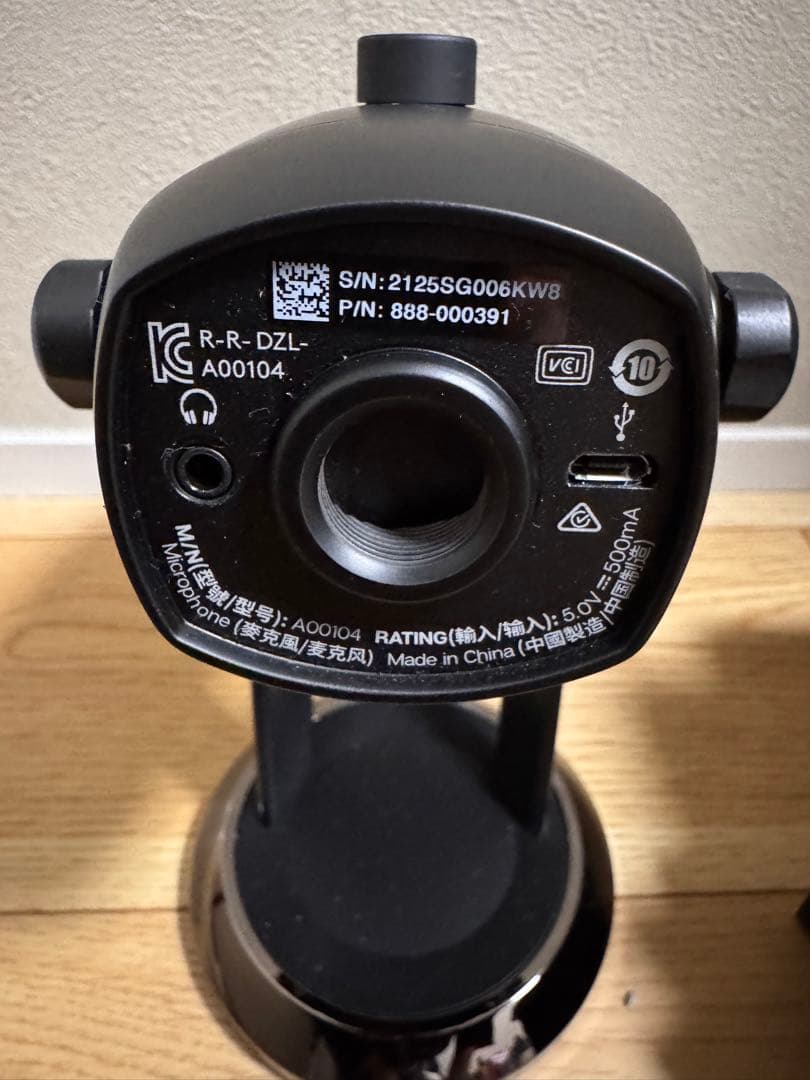 S/N: 2125SG006KW8
P/N: 888-000391
R-R- DZL-
A00104
VCI
10
M/N(型號/型号): A00104 RATING(輸入/输入): 5.0V ⎓ 500mA
Microphone (麥克風/麦克风) Made in China (中國製造/中国制造)